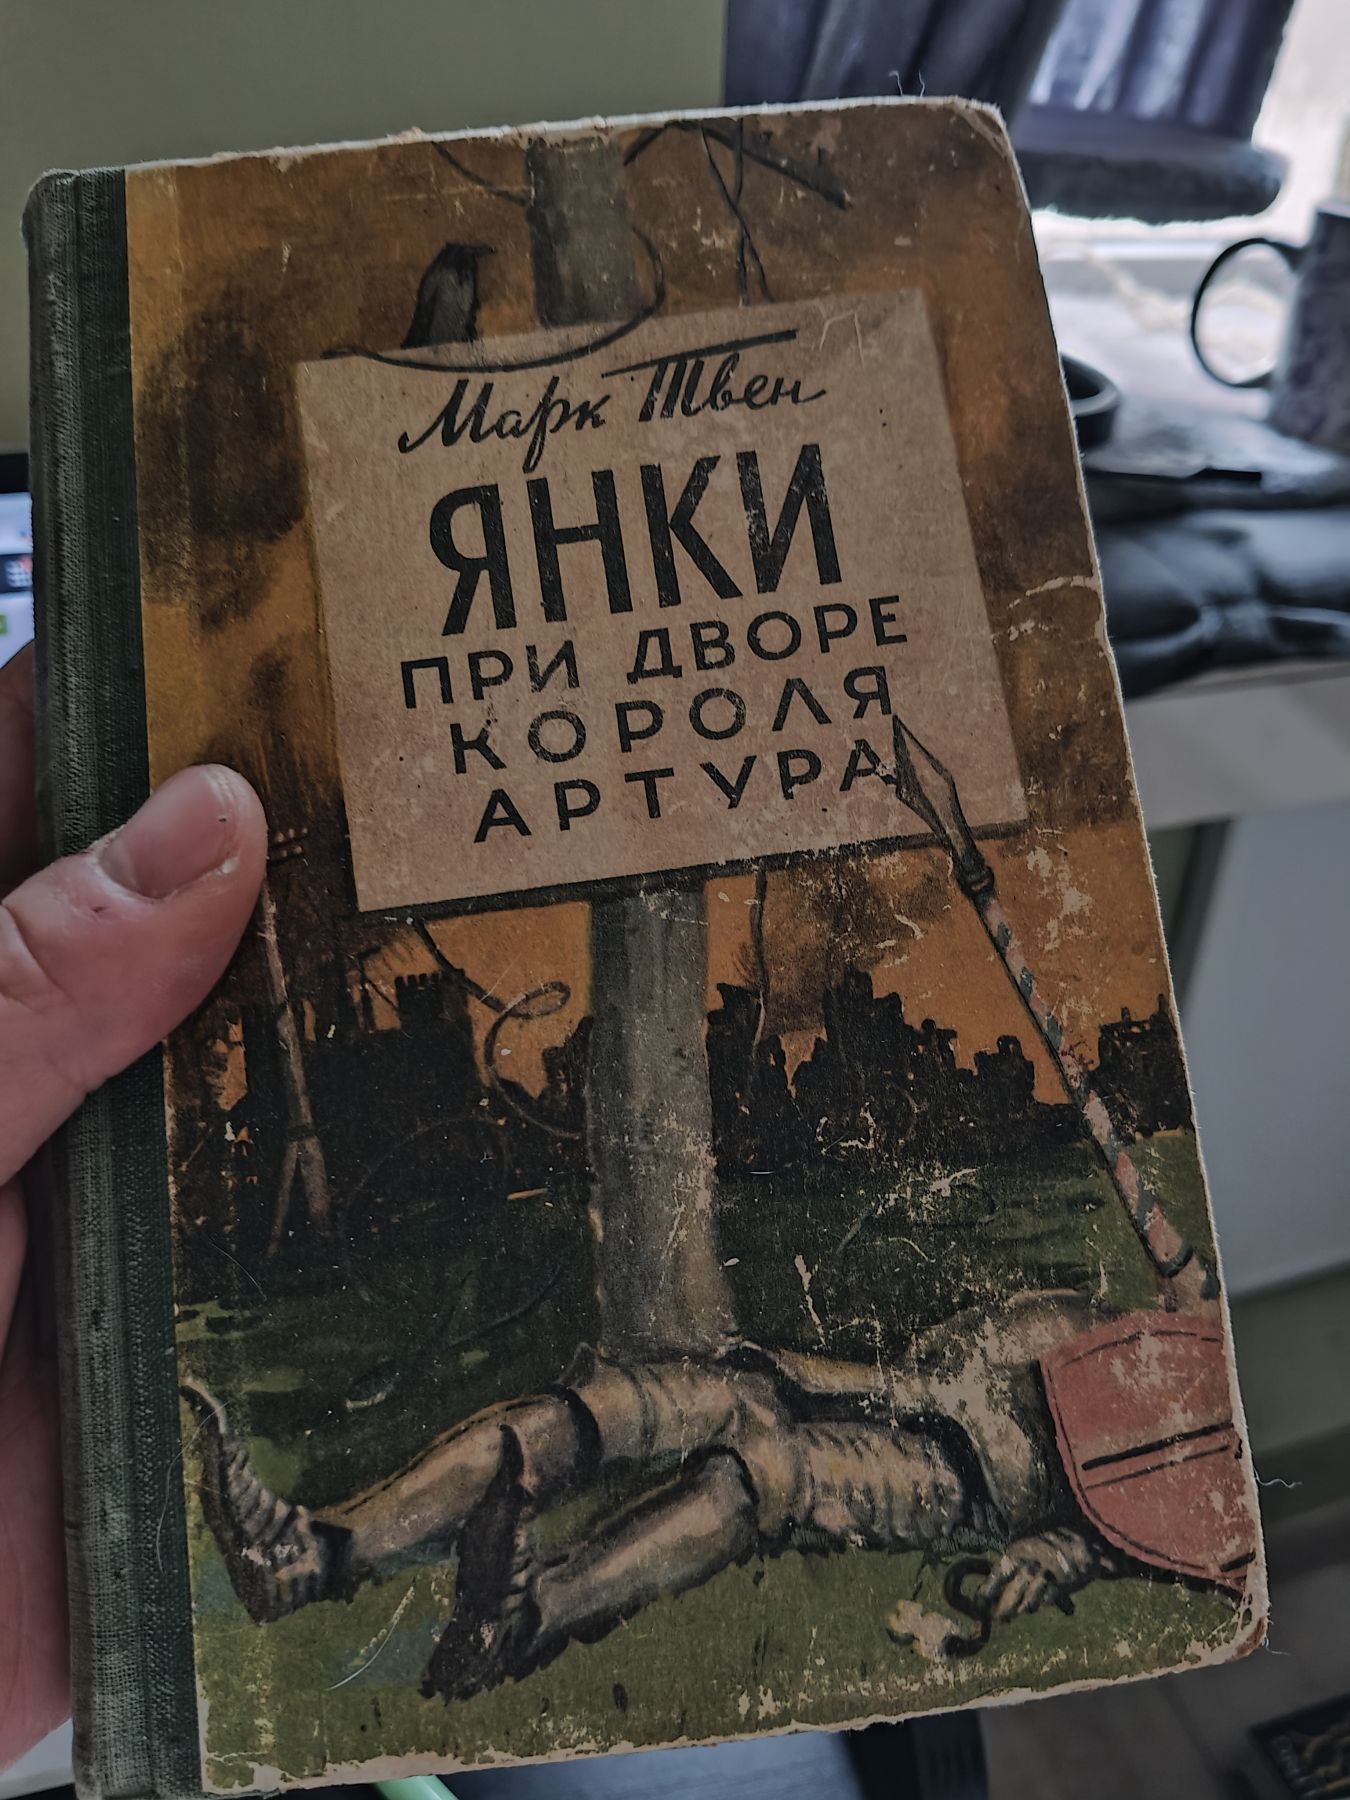 Марк Твен
ЯНКИ
ПРИ ДВОРЕ
КОРОЛЯ
АРТУРА